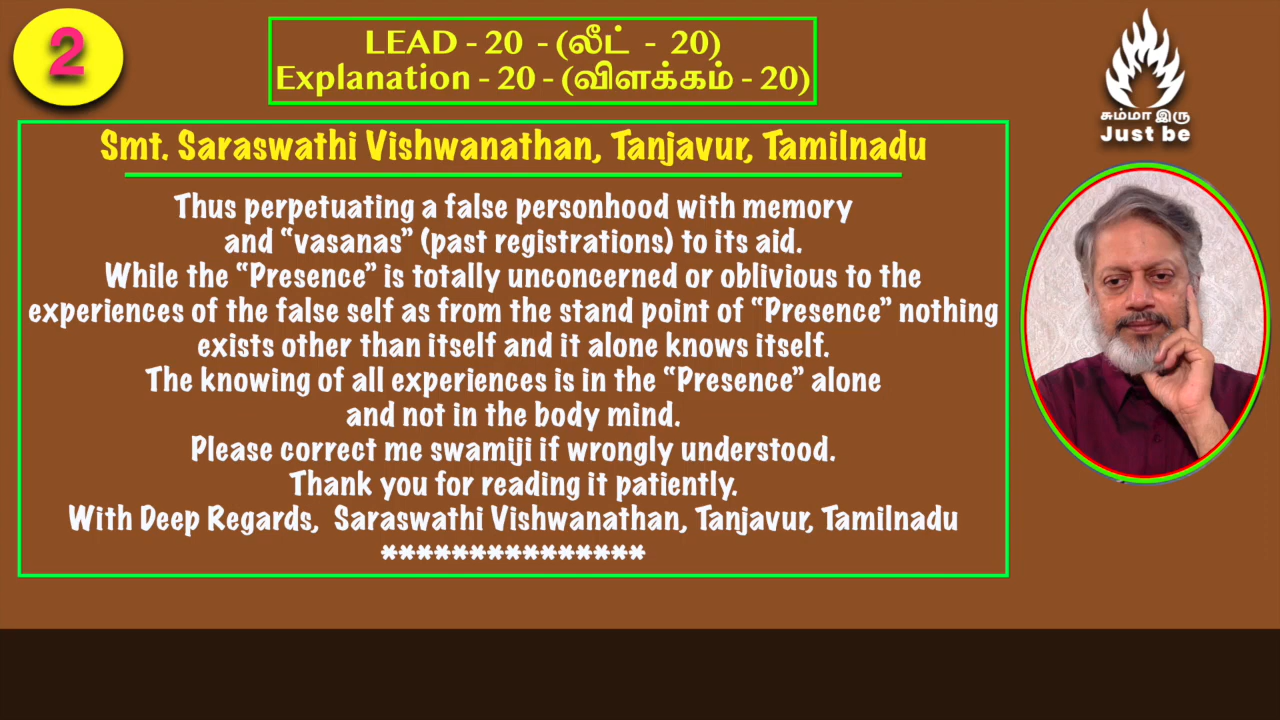 2
LEAD - 20 - (லீட் - 20)
Explanation - 20 - (விளக்கம் - 20)
சும்மா இரு
Just be
Smt. Saraswathi Vishwanathan, Tanjavur, Tamilnadu
Thus perpetuating a false personhood with memory
and “vasanas” (past registrations) to its aid.
While the “Presence” is totally unconcerned or oblivious to the
experiences of the false self as from the stand point of “Presence” nothing
exists other than itself and it alone knows itself.
The knowing of all experiences is in the “Presence” alone
and not in the body mind.
Please correct me swamiji if wrongly understood.
Thank you for reading it patiently.
With Deep Regards, Saraswathi Vishwanathan, Tanjavur, Tamilnadu
***************